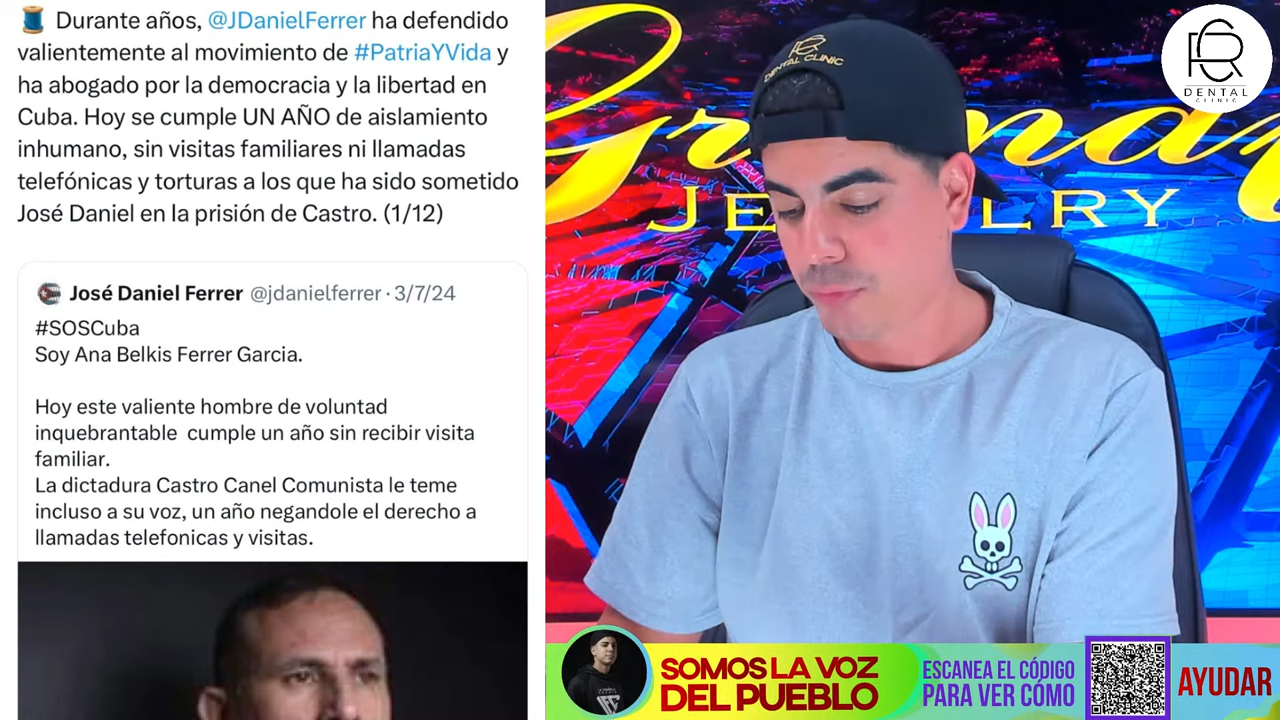 Durante años, @JDanielFerrer ha defendido
valientemente al movimiento de #PatriaYVida y
ha abogado por la democracia y la libertad en
Cuba. Hoy se cumple UN AÑO de aislamiento
inhumano, sin visitas familiares ni llamadas
telefónicas y torturas a los que ha sido sometido
José Daniel en la prisión de Castro. (1/12)
José Daniel Ferrer @jdanielferrer · 3/7/24
#SOSCuba
Soy Ana Belkis Ferrer Garcia.
Hoy este valiente hombre de voluntad
inquebrantable cumple un año sin recibir visita
familiar.
La dictadura Castro Canel Comunista le teme
incluso a su voz, un año negandole el derecho a
llamadas telefonicas y visitas.
DENTAL CLINIC
DENTAL
CLINIC
SOMOS LA VOZ
DEL PUEBLO
ESCANEA EL CÓDIGO
PARA VER CÓMO
AYUDAR